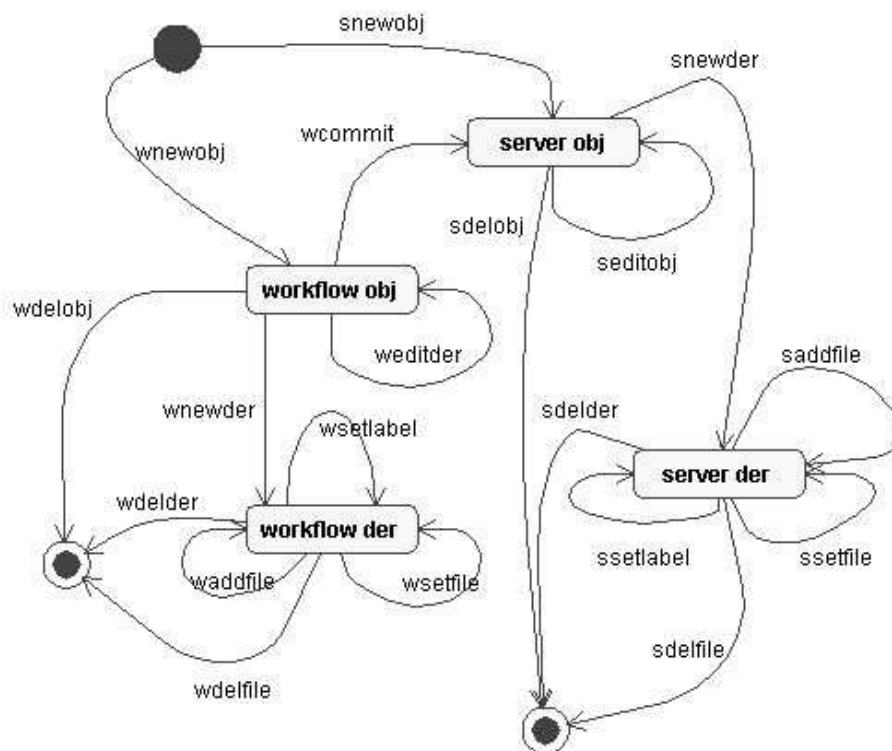 snewobj
snewder
wcommit
server obj
wnewobj
sdelobj
seditobj
workflow obj
wdelobj
weditder
saddfile
wnewder
sdelder
wsetlabel
server der
wdelder
workflow der
ssetlabel
ssetfile
waddfile
wsetfile
sdelfile
wdelfile